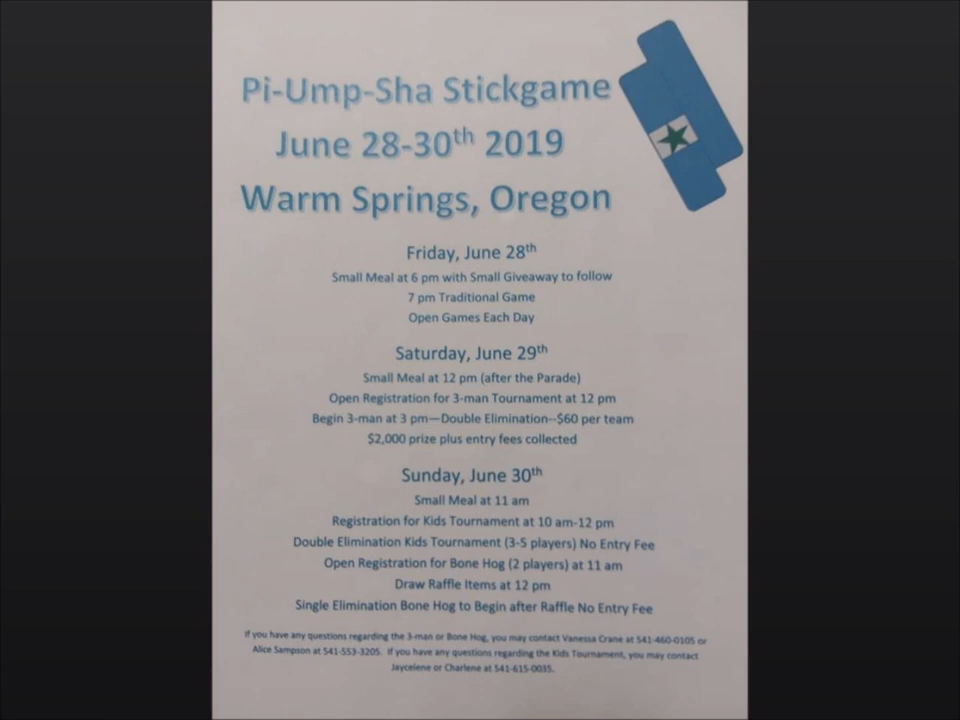 Pi-Ump-Sha Stickgame
June 28-30th 2019
Warm Springs, Oregon
Friday, June 28th
Small Meal at 6 pm with Small Giveaway to follow
7 pm Traditional Game
Open Games Each Day
Saturday, June 29th
Small Meal at 12 pm (after the Parade)
Open Registration for 3-man Tournament at 12 pm
Begin 3-man at 3 pm—Double Elimination--$60 per team
$2,000 prize plus entry fees collected
Sunday, June 30th
Small Meal at 11 am
Registration for Kids Tournament at 10 am-12 pm
Double Elimination Kids Tournament (3-5 players) No Entry Fee
Open Registration for Bone Hog (2 players) at 11 am
Draw Raffle Items at 12 pm
Single Elimination Bone Hog to Begin after Raffle No Entry Fee
If you have any questions regarding the 3-man or Bone Hog, you may contact Vanessa Crane at 541-460-0105 or
Alice Sampson at 541-553-3205. If you have any questions regarding the Kids Tournament, you may contact
Jaycelene or Charlene at 541-615-0035.